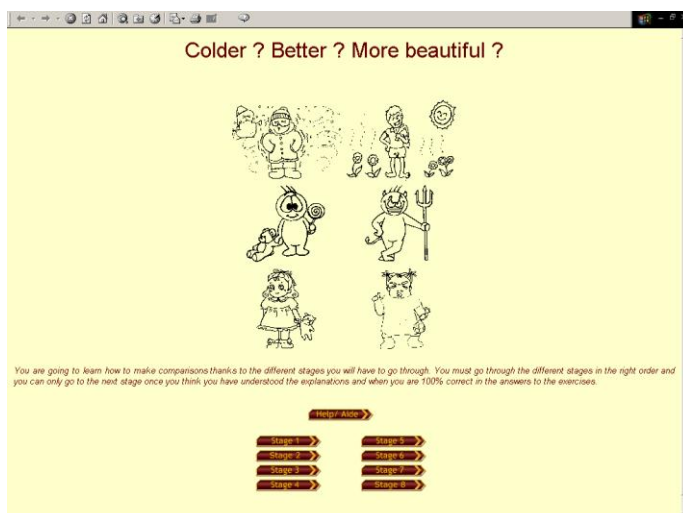 Colder ? Better ? More beautiful ?
You are going to learn how to make comparisons thanks to the different stages you will have to go through. You must go through the different stages in the right order and
you can only go to the next stage once you think you have understood the explanations and when you are 100% correct in the answers to the exercises.
Help/ Aide
Stage 1 Stage 5
Stage 2 Stage 6
Stage 3 Stage 7
Stage 4 Stage 8